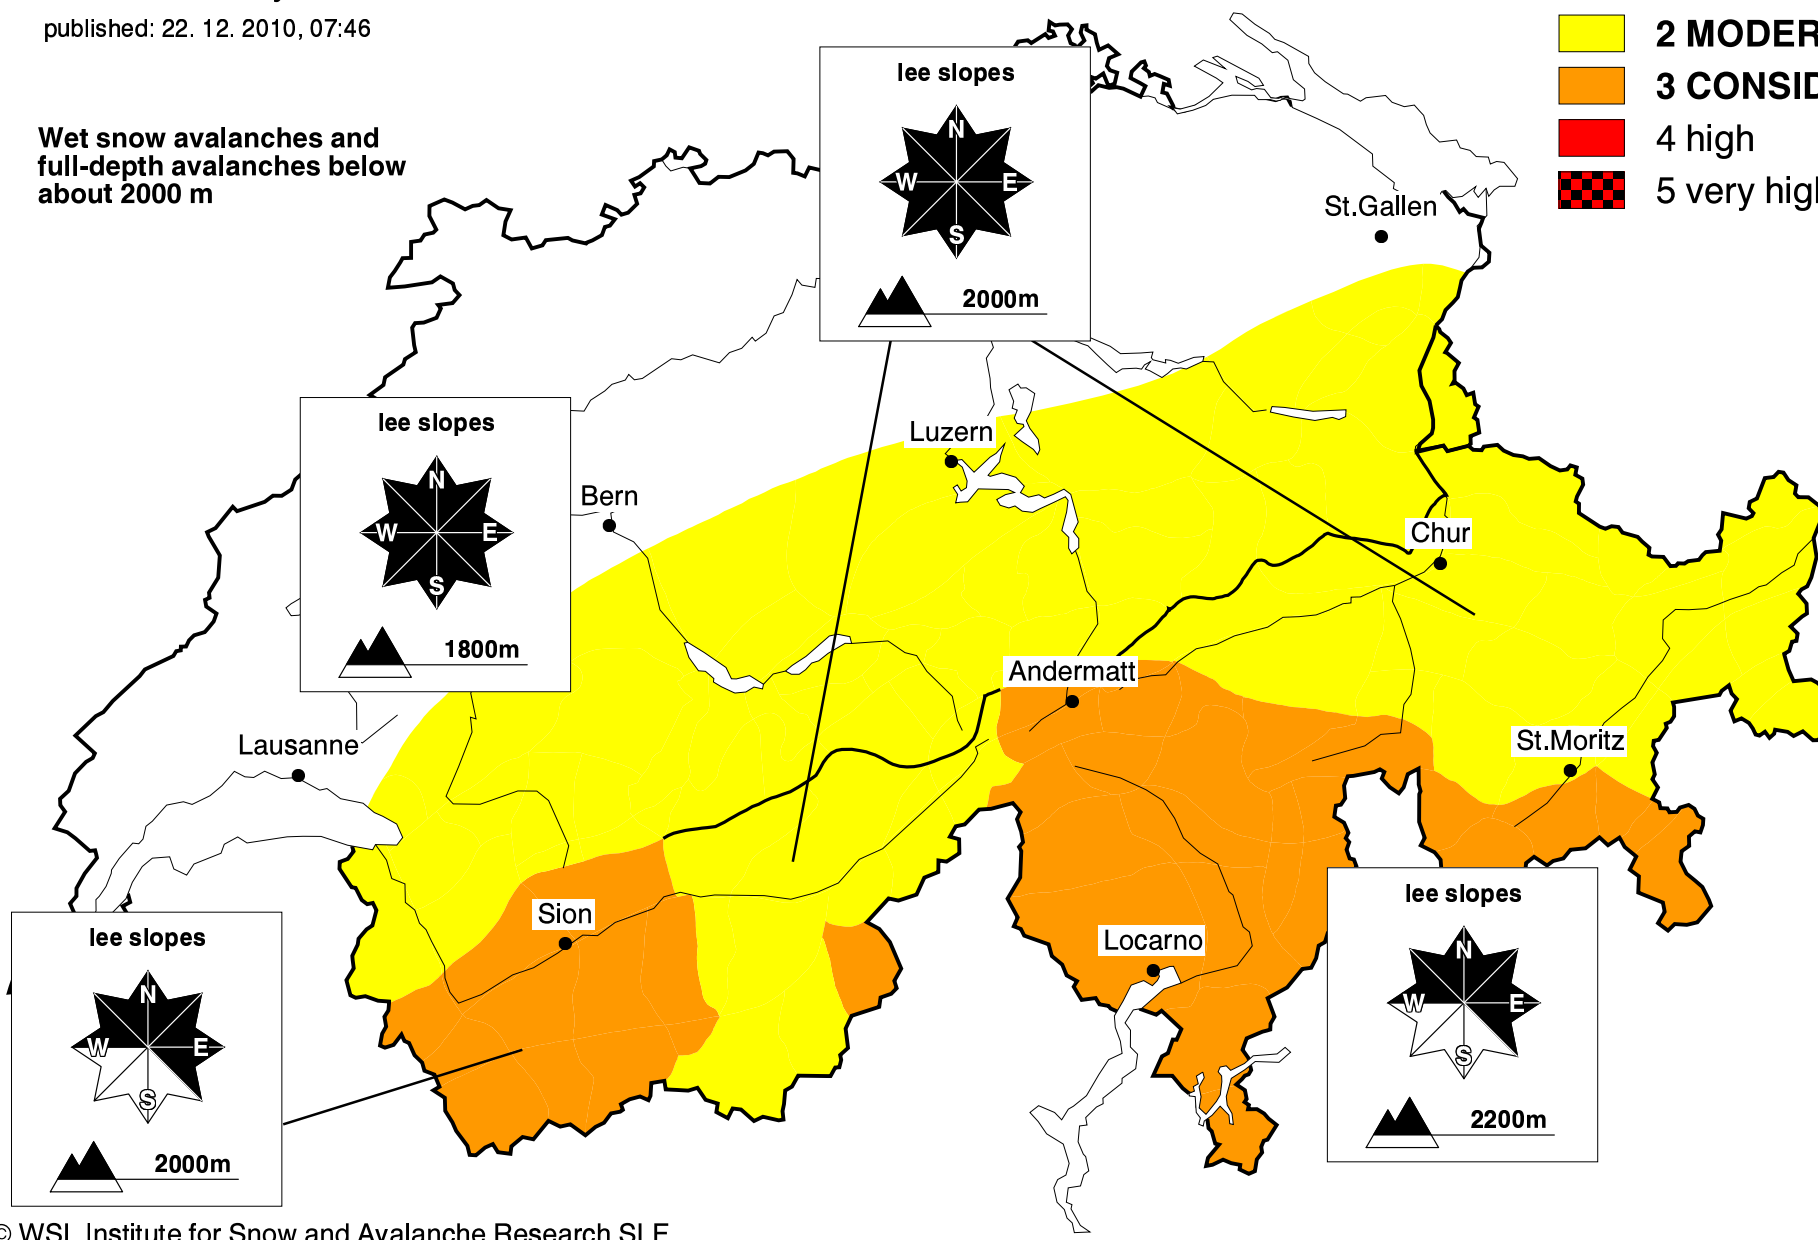 published: 22. 12. 2010, 07:46
Wet snow avalanches and
full-depth avalanches below
about 2000 m
2 MODER
3 CONSID
4 high
5 very high
lee slopes
N
W E
S
2000m
St.Gallen
lee slopes
N
W E
S
1800m
Luzern
Bern
Chur
Andermatt
Lausanne
St.Moritz
Sion
Locarno
lee slopes
N
W E
S
2000m
lee slopes
N
W E
S
2200m
© WSL Institute for Snow and Avalanche Research SLF